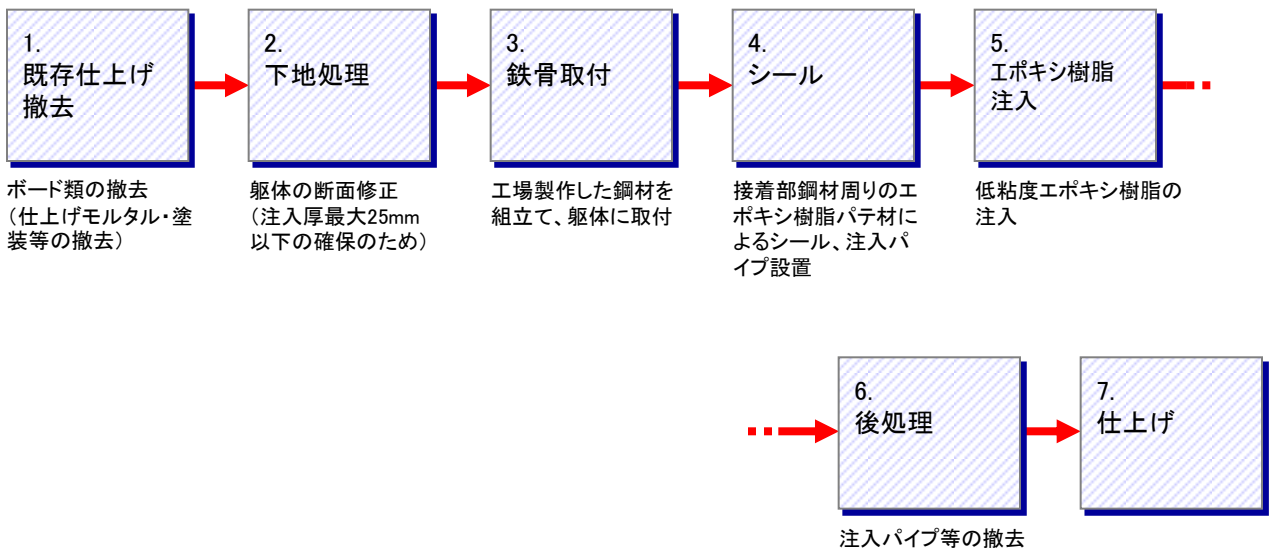 1.
既存仕上げ
撤去
2.
下地処理
3.
鉄骨取付
4.
シール
5.
エポキシ樹脂
注入
ボード類の撤去
（仕上げモルタル・塗
装等の撤去）
躯体の断面修正
（注入厚最大25mm
以下の確保のため）
工場製作した鋼材を
組立て、躯体に取付
接着部鋼材周りのエ
ポキシ樹脂パテ材に
よるシール、注入パ
イプ設置
低粘度エポキシ樹脂の
注入
6.
後処理
7.
仕上げ
注入パイプ等の撤去